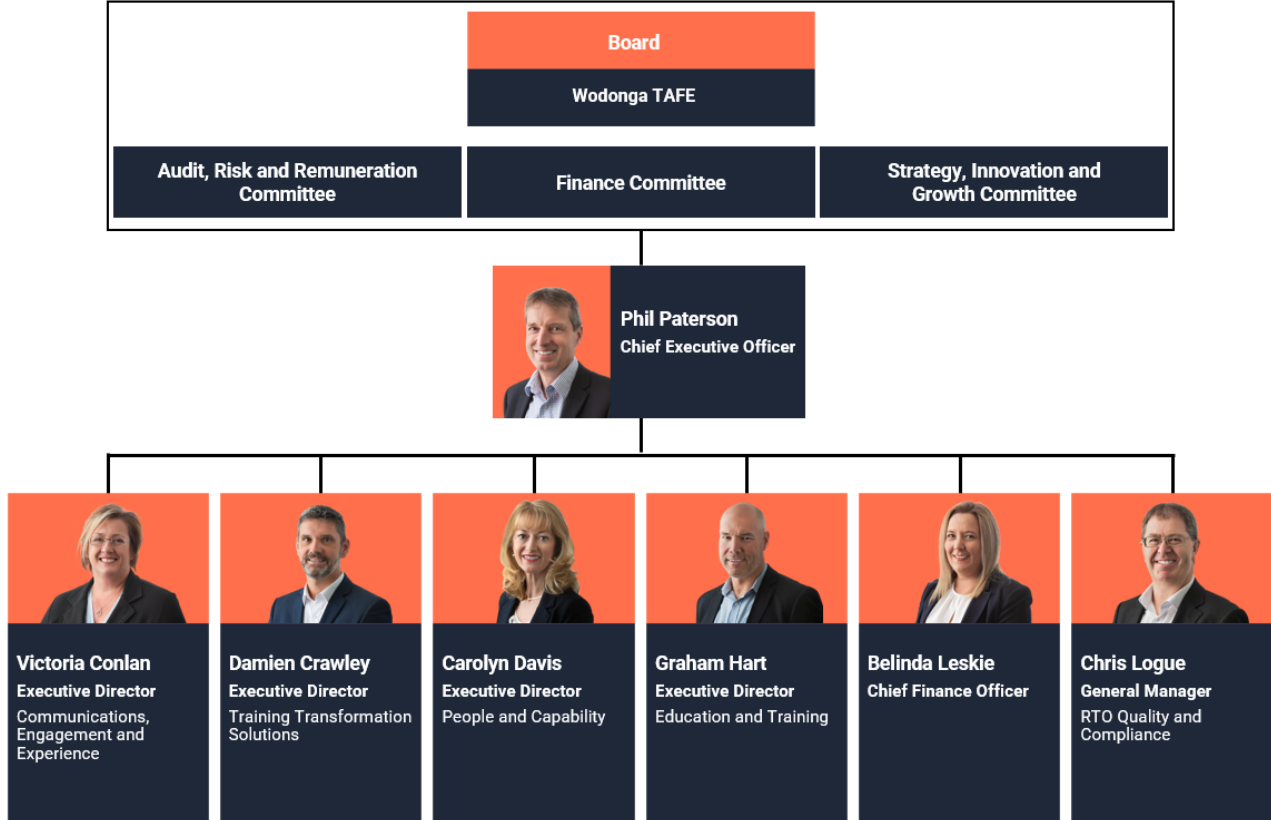 Board
Wodonga TAFE
Audit, Risk and Remuneration
Committee
Finance Committee
Strategy, Innovation and
Growth Committee
Phil Paterson
Chief Executive Officer
Victoria Conlan
Executive Director
Communications,
Engagement and
Experience
Damien Crawley
Executive Director
Training Transformation
Solutions
Carolyn Davis
Executive Director
People and Capability
Graham Hart
Executive Director
Education and Training
Belinda Leskie
Chief Finance Officer
Chris Logue
General Manager
RTO Quality and
Compliance